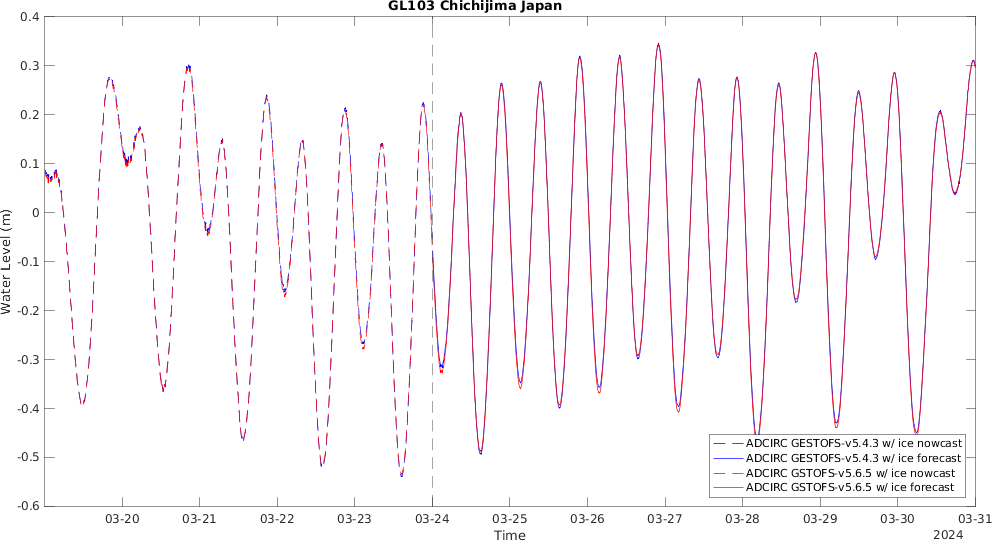 GL103 Chichijima Japan
0.4
0.3
0.2
0.1
0
-0.1
-0.2
-0.3
-0.4
-0.5
-0.6
Water Level (m)
ADCIRC GESTOFS-v5.4.3 w/ ice nowcast
ADCIRC GESTOFS-v5.4.3 w/ ice forecast
ADCIRC GSTOFS-v5.6.5 w/ ice nowcast
ADCIRC GSTOFS-v5.6.5 w/ ice forecast
03-20 03-21 03-22 03-23 03-24 03-25 03-26 03-27 03-28 03-29 03-30 03-31
Time
2024